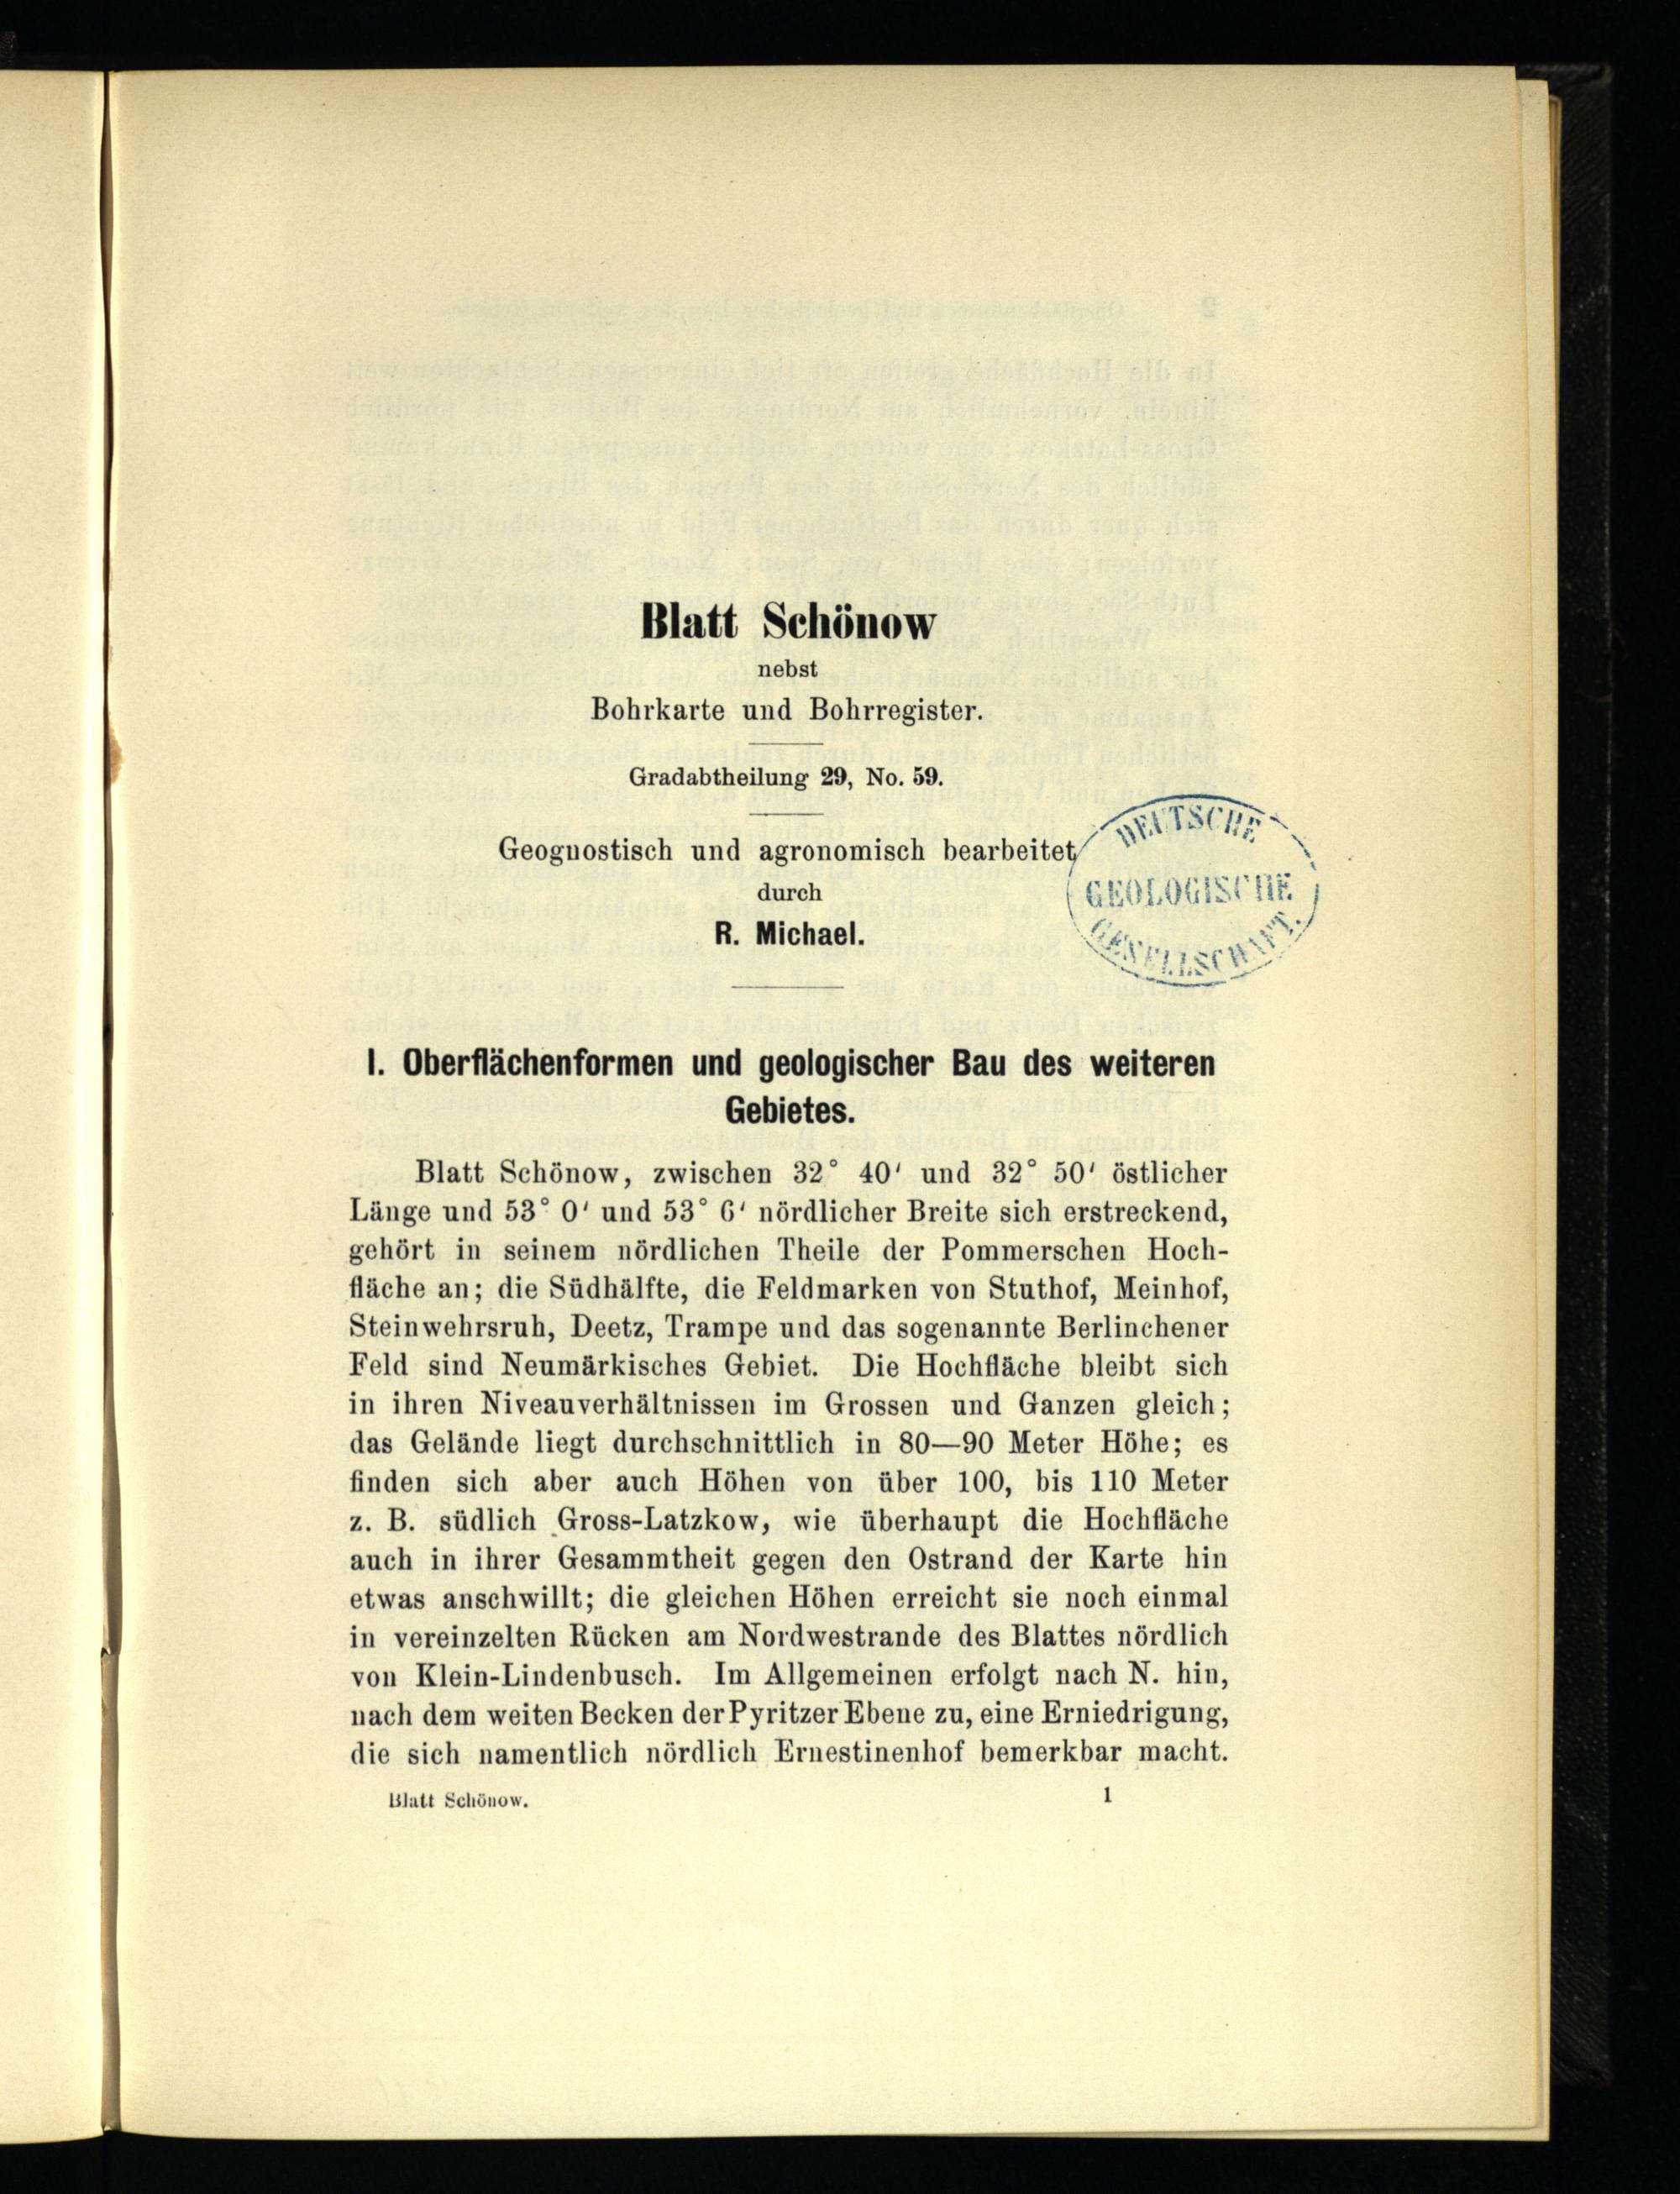 Blatt Schönow
nebst
Bohrkarte und Bohrregister.
Gradabtheilung 29, No. 59.
Geognostisch und agronomisch bearbeitet
durch
R. Michael.
DEUTSCHE
GEOLOGISCHE
GESELLSCHAFT.
I. Oberflächenformen und geologischer Bau des weiteren
Gebietes.
Blatt Schönow, zwischen 32° 40' und 32° 50' östlicher
Länge und 53° 0' und 53° 6' nördlicher Breite sich erstreckend,
gehört in seinem nördlichen Theile der Pommerschen Hoch-
fläche an; die Südhälfte, die Feldmarken von Stuthof, Meinhof,
Steinwehrsruh, Deetz, Trampe und das sogenannte Berlinchener
Feld sind Neumärkisches Gebiet. Die Hochfläche bleibt sich
in ihren Niveauverhältnissen im Grossen und Ganzen gleich;
das Gelände liegt durchschnittlich in 80—90 Meter Höhe; es
finden sich aber auch Höhen von über 100, bis 110 Meter
z. B. südlich Gross-Latzkow, wie überhaupt die Hochfläche
auch in ihrer Gesammtheit gegen den Ostrand der Karte hin
etwas anschwillt; die gleichen Höhen erreicht sie noch einmal
in vereinzelten Rücken am Nordwestrande des Blattes nördlich
von Klein-Lindenbusch. Im Allgemeinen erfolgt nach N. hin,
nach dem weiten Becken der Pyritzer Ebene zu, eine Erniedrigung,
die sich namentlich nördlich Ernestinenhof bemerkbar macht.
Blatt Schönow. 1